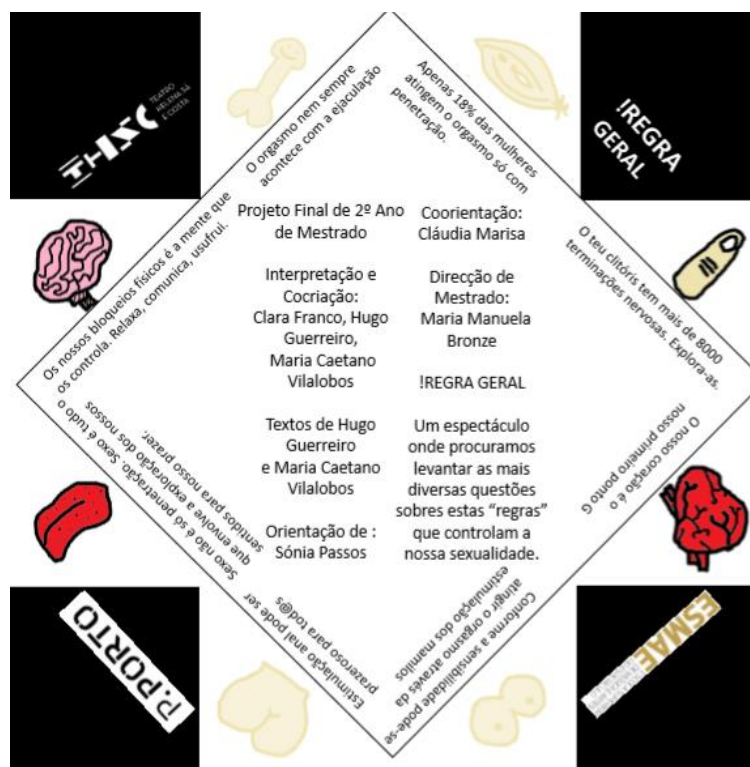 THSC
TEATRO
HELENA SÁ
E COSTA
!REGRA
GERAL
O orgasmo nem sempre
acontece com a ejaculação
Apenas 18% das mulheres
atingem o orgasmo só com
penetração.
Os nossos bloqueios físicos é a mente que
os controla. Relaxa, comunica, usufrui.
O teu clitóris tem mais de 8000
terminações nervosas. Explora-as.
Projeto Final de 2º Ano
de Mestrado
Interpretação e
Cocriação:
Clara Franco, Hugo
Guerreiro,
Maria Caetano
Vilalobos
Textos de Hugo
Guerreiro
e Maria Caetano
Vilalobos
Orientação de :
Sónia Passos
Coorientação:
Cláudia Marisa
Direcção de
Mestrado:
Maria Manuela
Bronze
!REGRA GERAL
Um espectáculo
onde procuramos
levantar as mais
diversas questões
sobres estas “regras”
que controlam a
nossa sexualidade.
Sexo não é só penetração. Sexo é tudo o
que envolve a exploração dos nossos
sentidos para nosso prazer.
O nosso coração é o
nosso primeiro ponto G
Estimulação anal pode ser
prazeroso para tod@s
Conforme a sensibilidade pode-se
atingir o orgasmo através da
estimulação dos mamilos
P.PORTO
ESMAE